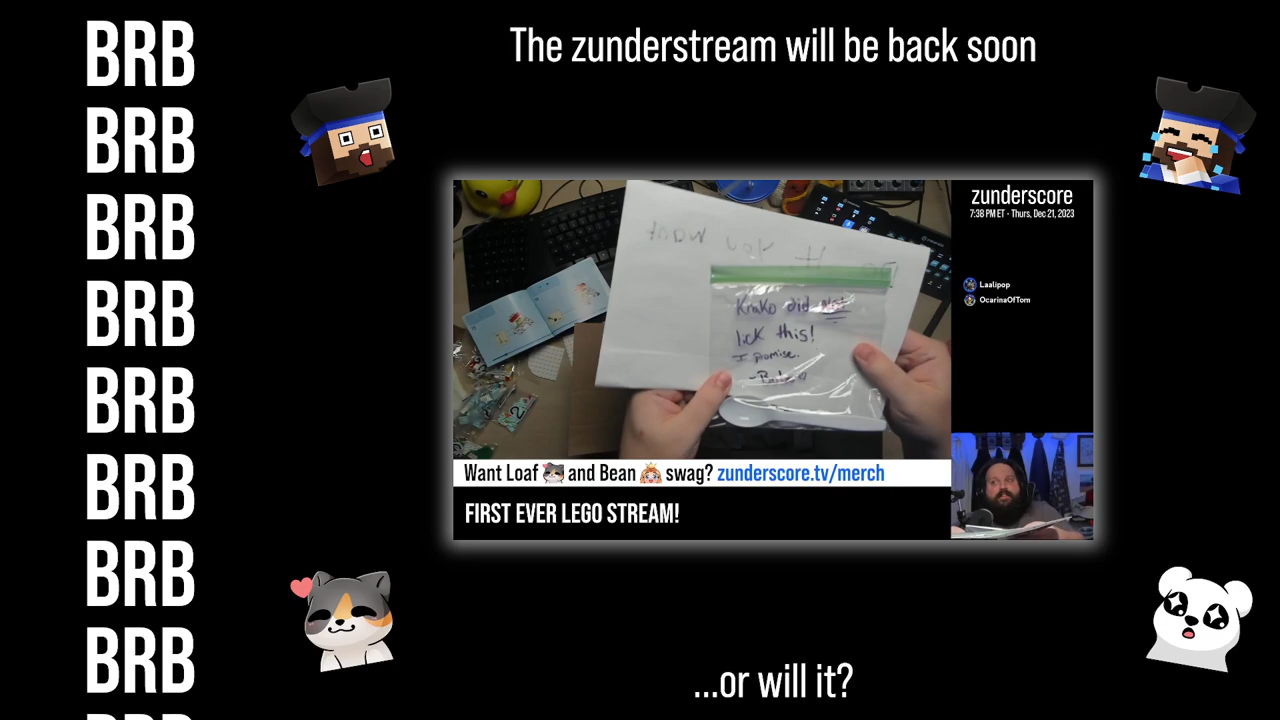 BRB
BRB
BRB
BRB
BRB
BRB
BRB
BRB
BRB
The zunderstream will be back soon
zunderscore
7:38 PM ET • Thurs, Dec 21, 2023
Laalipop
OcarinaOfTom
Krako did not
lick this!
I promise.
Want Loaf and Bean swag? zunderscore.tv/merch
FIRST EVER LEGO STREAM!
...or will it?